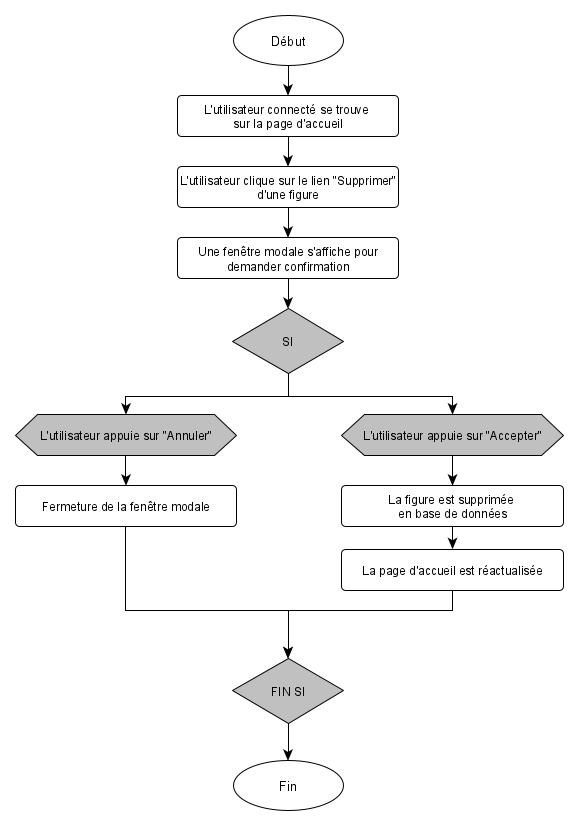 Début
L'utilisateur connecté se trouve
sur la page d'accueil
L'utilisateur clique sur le lien "Supprimer"
d'une figure
Une fenêtre modale s'affiche pour
demander confirmation
SI
L'utilisateur appuie sur "Annuler"
L'utilisateur appuie sur "Accepter"
Fermeture de la fenêtre modale
La figure est supprimée
en base de données
La page d'accueil est réactualisée
FIN SI
Fin